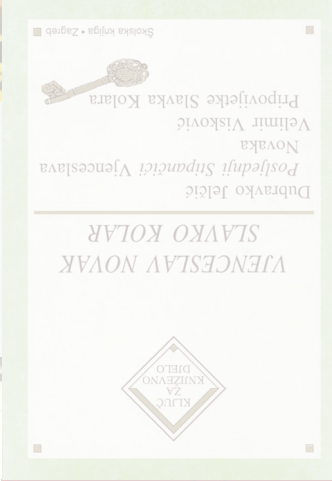 KLJUČ
ZA
KNJIŽEVNO
DJELO
VJENCESLAV NOVAK
SLAVKO KOLAR
Dubravko Jelčić
Posljednji Stipančići Vjenceslava
Novaka
Velimir Visković
Pripovijetke Slavka Kolara
Školska knjiga • Zagreb